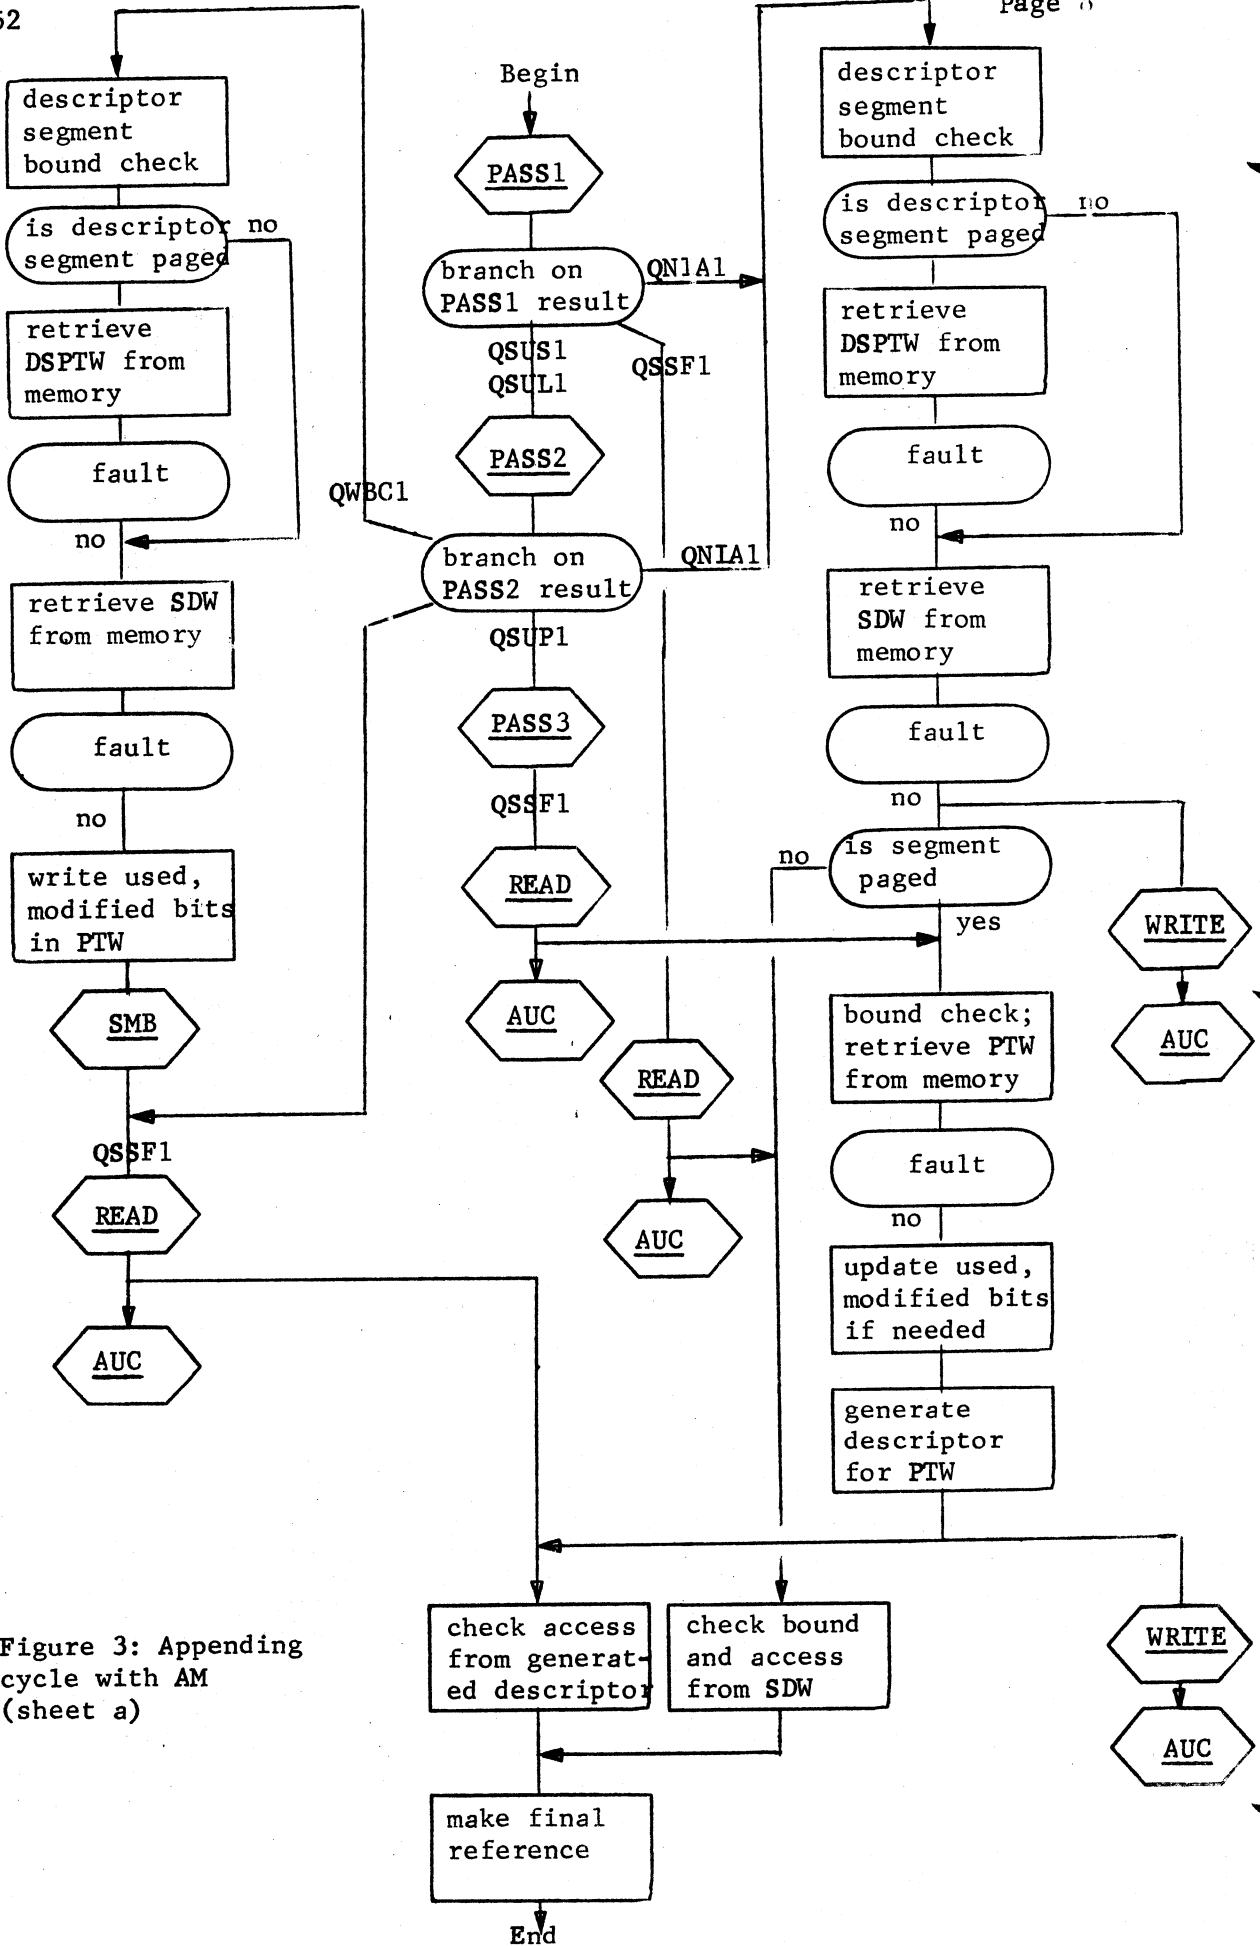 52
Page
descriptor
segment
bound check
is descriptor
segment paged
no
retrieve
DSPTW from
memory
fault
no
retrieve SDW
from memory
fault
no
write used,
modified bits
in PTW
SMB
QSSF1
READ
AUC
Begin
PASS1
branch on
PASS1 result
QN1A1
QSUS1
QSUL1
QSSF1
PASS2
QWBC1
branch on
PASS2 result
QNIA1
QSUP1
PASS3
QSSF1
READ
AUC
READ
AUC
descriptor
segment
bound check
is descriptor
segment paged
no
retrieve
DSPTW from
memory
fault
no
retrieve
SDW from
memory
fault
no
is segment
paged
no
yes
WRITE
AUC
bound check;
retrieve PTW
from memory
fault
no
update used,
modified bits
if needed
generate
descriptor
for PTW
WRITE
AUC
check access
from generat-
ed descriptor
check bound
and access
from SDW
make final
reference
End
Figure 3: Appending
cycle with AM
(sheet a)